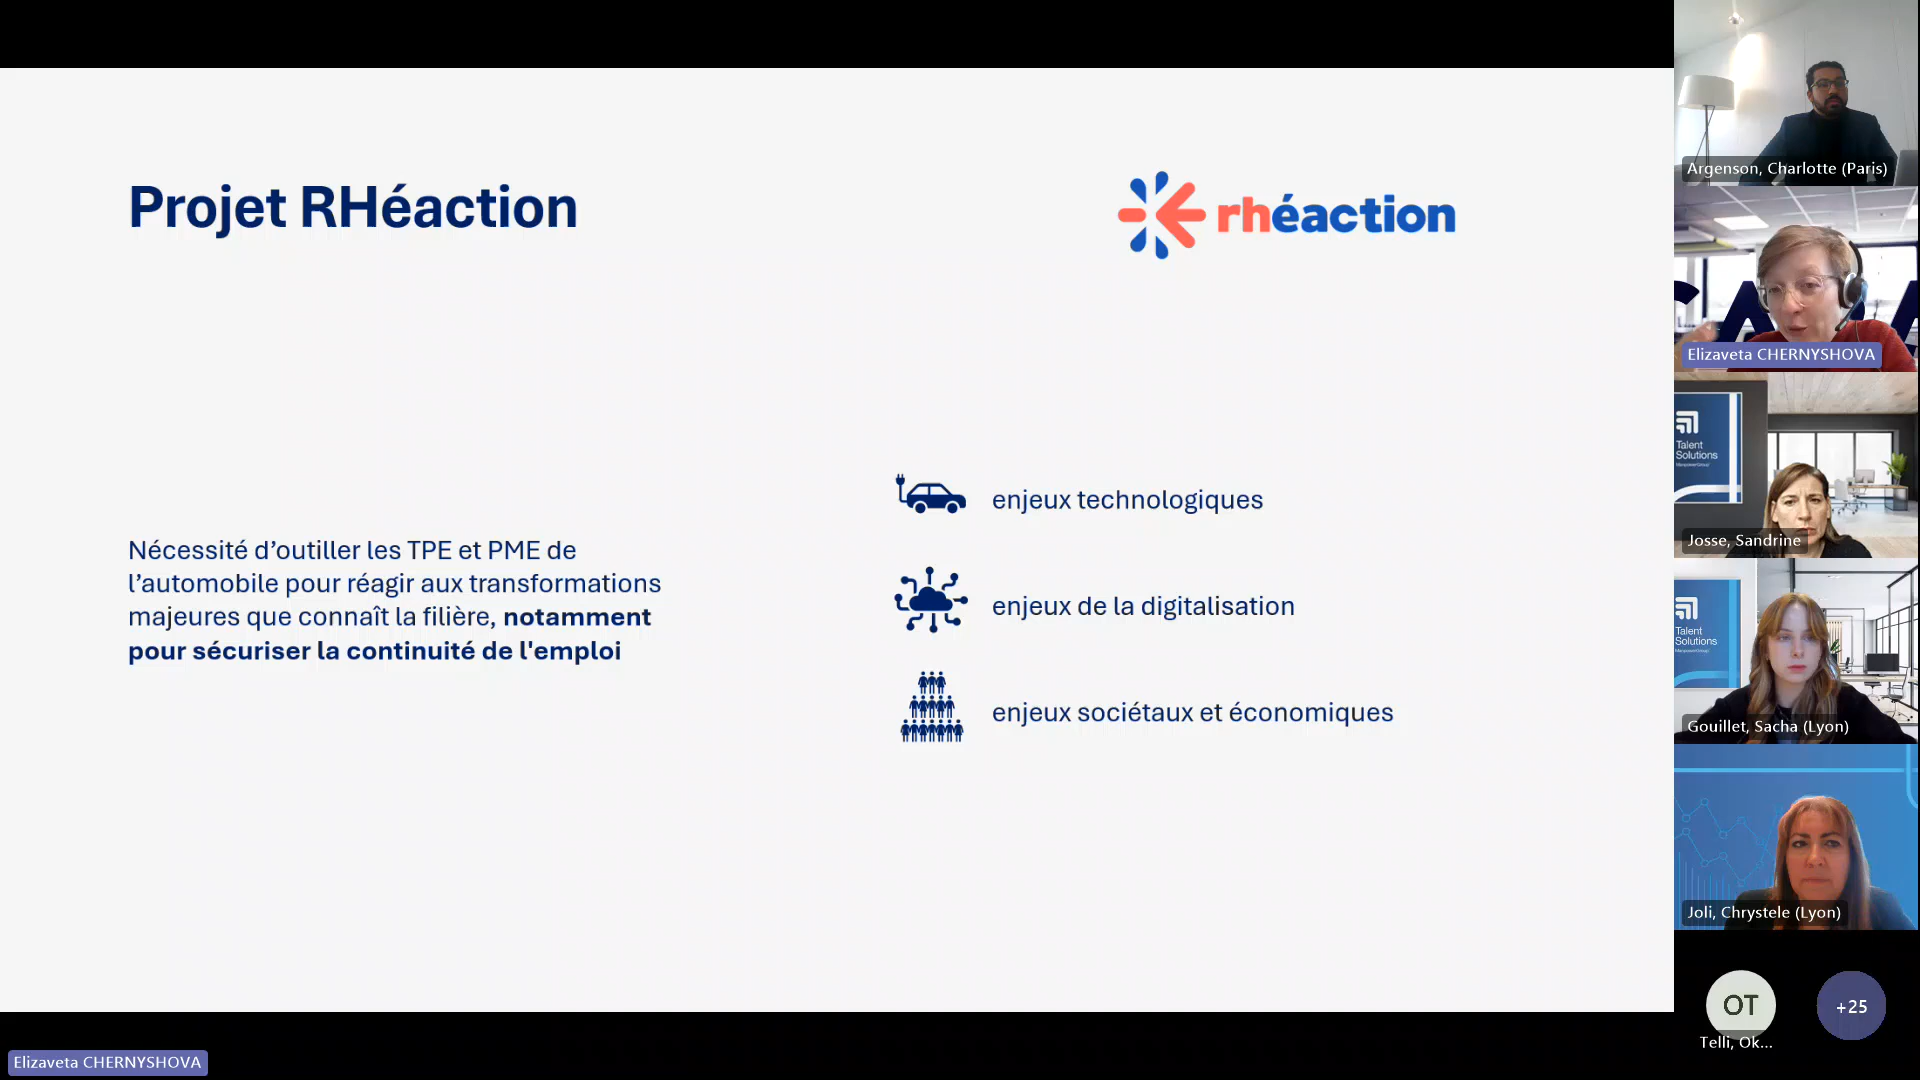 Projet RHéaction
rhéaction
Nécessité d’outiller les TPE et PME de
l’automobile pour réagir aux transformations
majeures que connaît la filière, notamment
pour sécuriser la continuité de l'emploi
enjeux technologiques
enjeux de la digitalisation
enjeux sociétaux et économiques
Argenson, Charlotte (Paris)
Elizaveta CHERNYSHOVA
Talent
Solutions
ManpowerGroup
Josse, Sandrine
Talent
Solutions
ManpowerGroup
Gouillet, Sacha (Lyon)
Joli, Chrystele (Lyon)
OT
+25
Telli, Ok...
Elizaveta CHERNYSHOVA